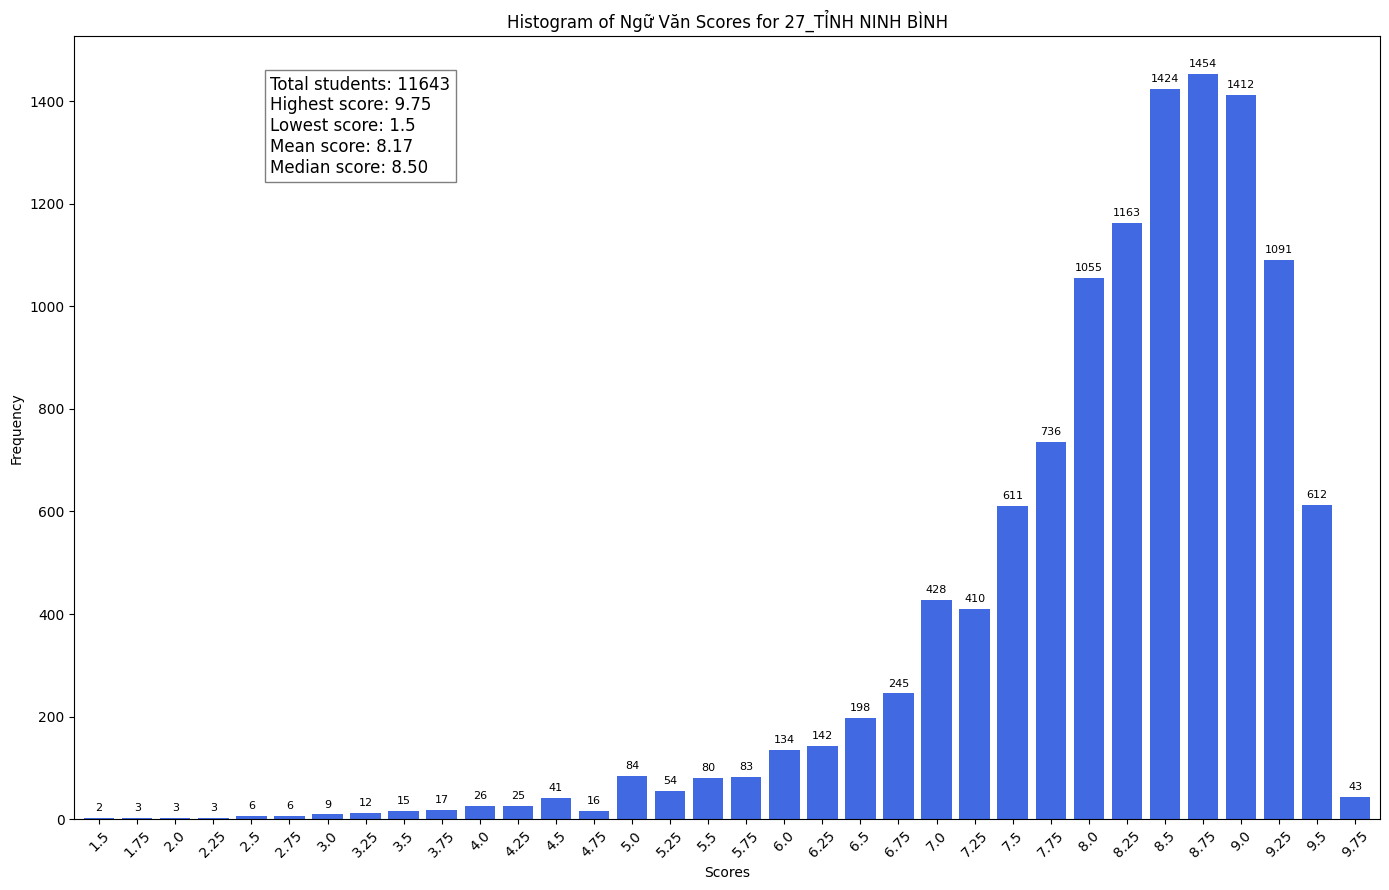 Histogram of Ngữ Văn Scores for 27_TỈNH NINH BÌNH
Total students: 11643
Highest score: 9.75
Lowest score: 1.5
Mean score: 8.17
Median score: 8.50
Frequency
1400
1200
1000
800
600
400
200
0
2 3 3 3 6 6 9 12 15 17 26 25 41 16 84 54 80 83 134 142 198 245 428 410 611 736 1055 1163 1424 1454 1412 1091 612 43
1.5 1.75 2.0 2.25 2.5 2.75 3.0 3.25 3.5 3.75 4.0 4.25 4.5 4.75 5.0 5.25 5.5 5.75 6.0 6.25 6.5 6.75 7.0 7.25 7.5 7.75 8.0 8.25 8.5 8.75 9.0 9.25 9.5 9.75
Scores